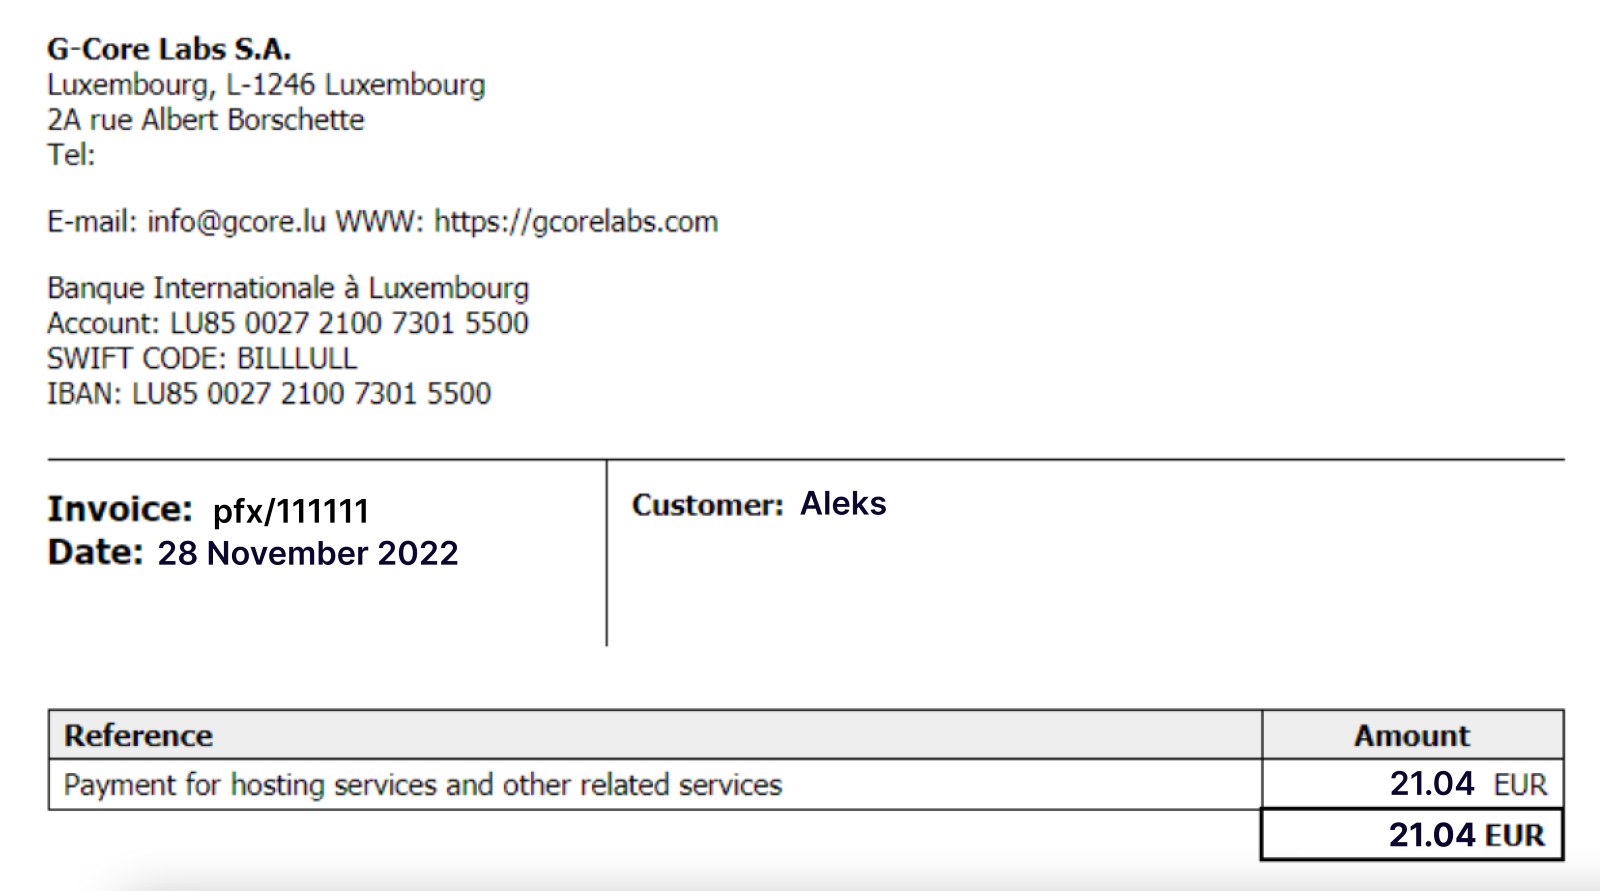 G-Core Labs S.A.
Luxembourg, L-1246 Luxembourg
2A rue Albert Borschette
Tel:
E-mail: info@gcore.lu WWW: https://gcorelabs.com
Banque Internationale à Luxembourg
Account: LU85 0027 2100 7301 5500
SWIFT CODE: BILLLULL
IBAN: LU85 0027 2100 7301 5500
Invoice: pfx/111111
Date: 28 November 2022
Customer: Aleks
Reference Amount
Payment for hosting services and other related services 21.04 EUR
21.04 EUR